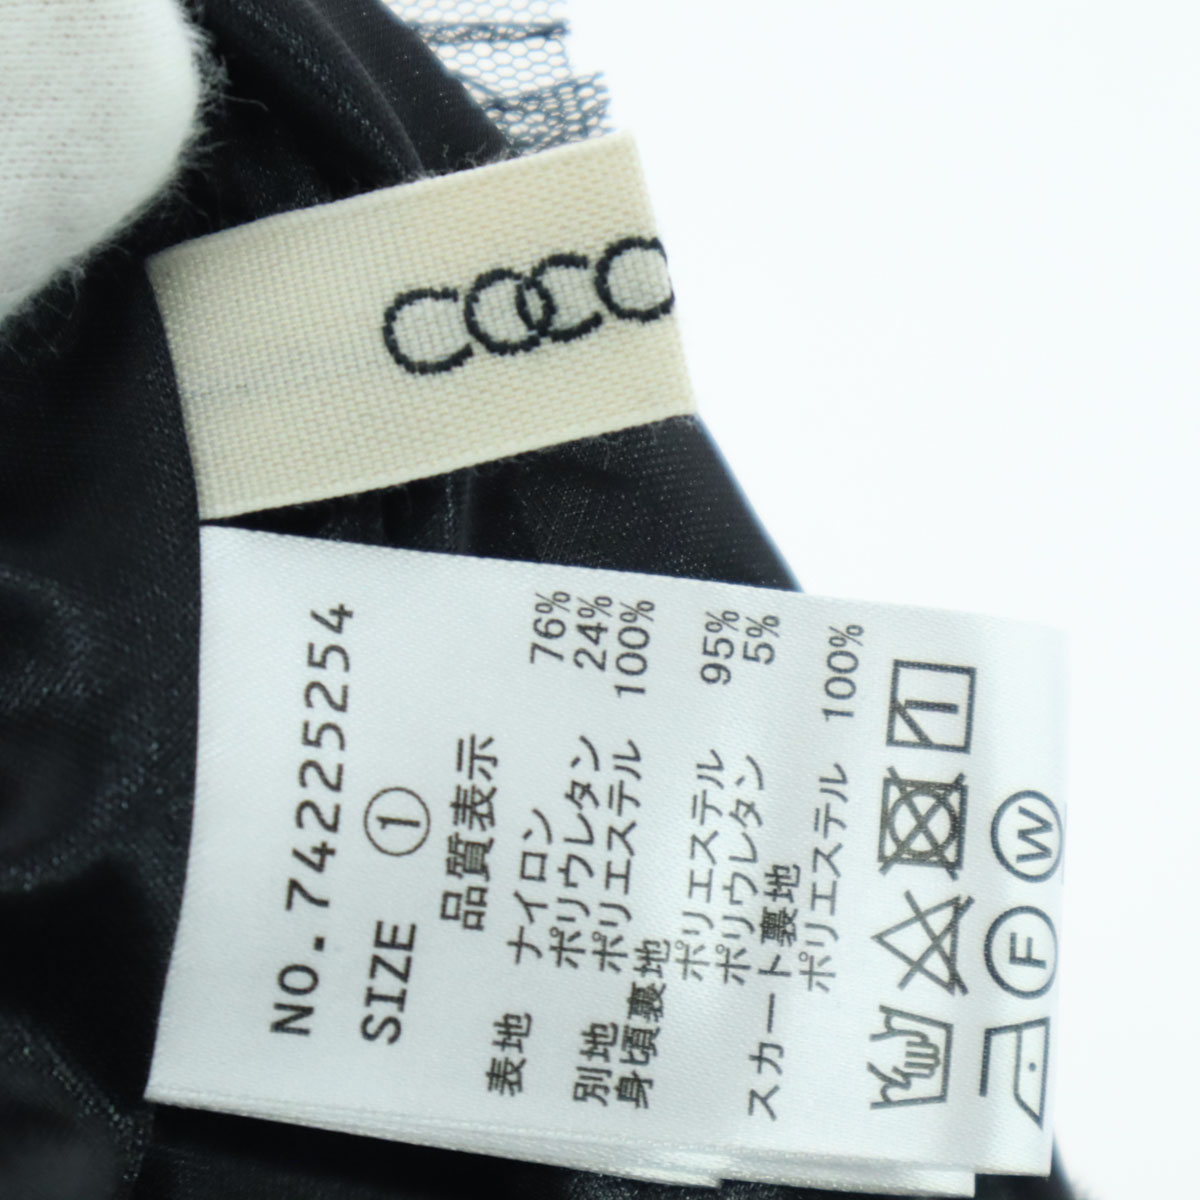 COCO
NO.74225254
SIZE ①
品質表示
表地 ナイロン 76%
ポリウレタン 24%
別地 ポリエステル 100%
身頃裏地
ポリエステル 95%
ポリウレタン 5%
スカート裏地
ポリエステル 100%
F W